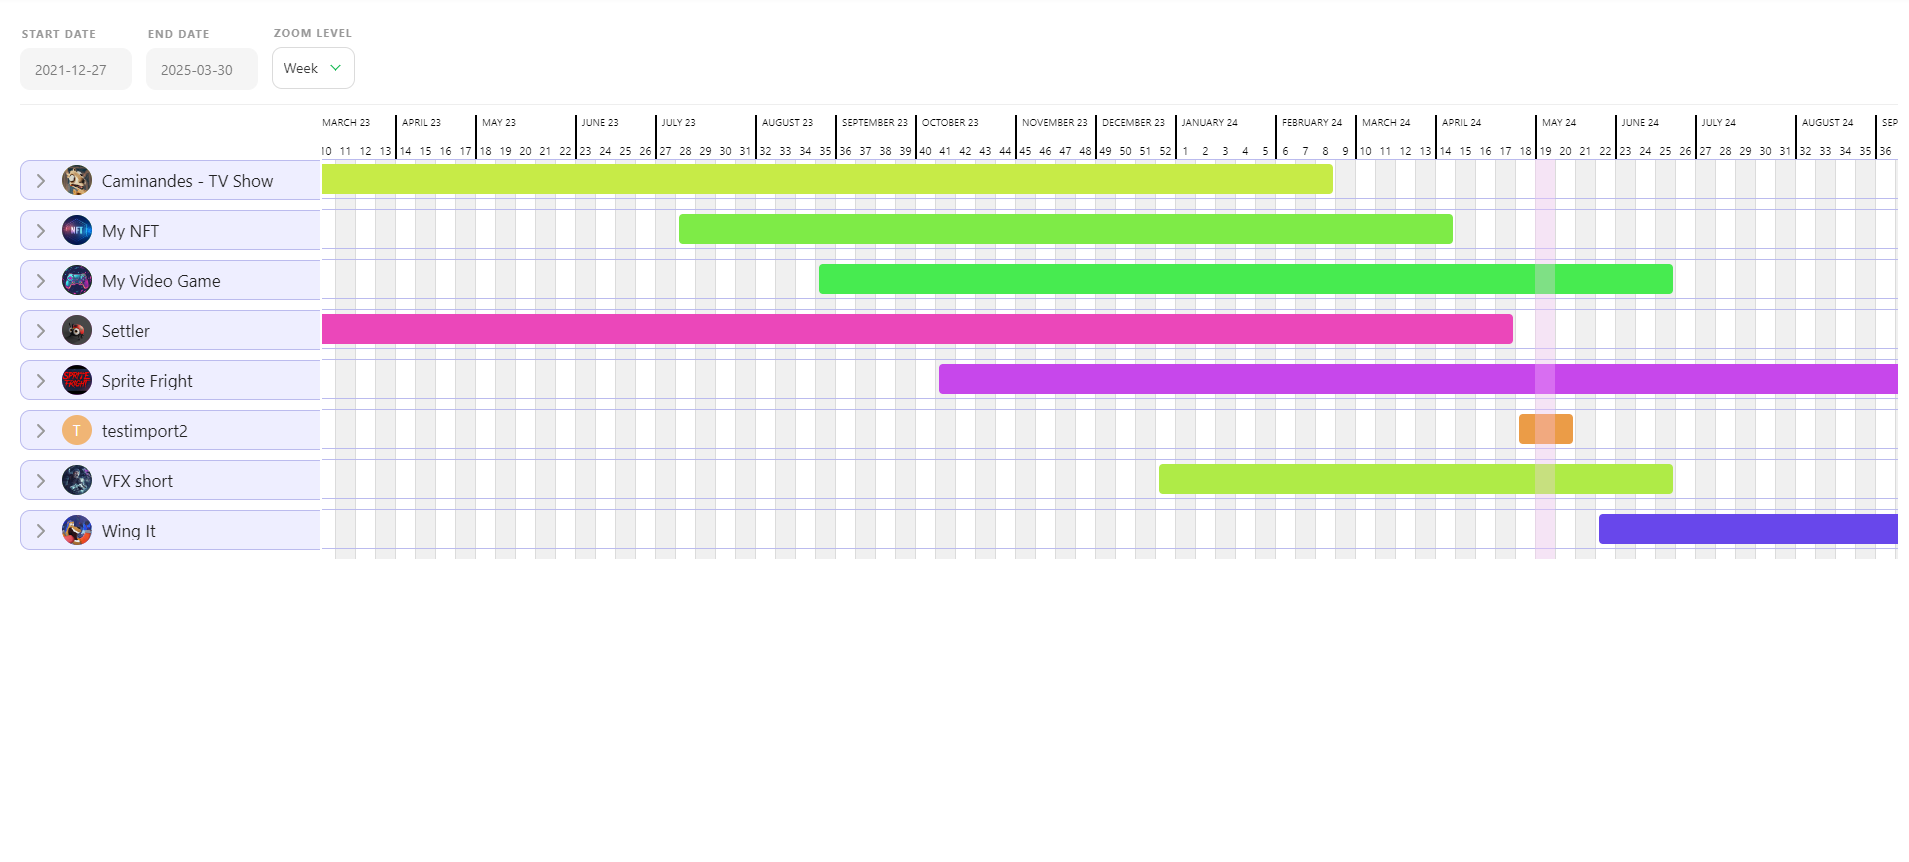 START DATE END DATE ZOOM LEVEL
2021-12-27 2025-03-30 Week
MARCH 23 APRIL 23 MAY 23 JUNE 23 JULY 23 AUGUST 23 SEPTEMBER 23 OCTOBER 23 NOVEMBER 23 DECEMBER 23 JANUARY 24 FEBRUARY 24 MARCH 24 APRIL 24 MAY 24 JUNE 24 JULY 24 AUGUST 24 SEP
10 11 12 13 14 15 16 17 18 19 20 21 22 23 24 25 26 27 28 29 30 31 32 33 34 35 36 37 38 39 40 41 42 43 44 45 46 47 48 49 50 51 52 1 2 3 4 5 6 7 8 9 10 11 12 13 14 15 16 17 18 19 20 21 22 23 24 25 26 27 28 29 30 31 32 33 34 35 36
Caminandes - TV Show
NFT My NFT
My Video Game
Settler
SPRITE FRIGHT Sprite Fright
T testimport2
VFX short
Wing It